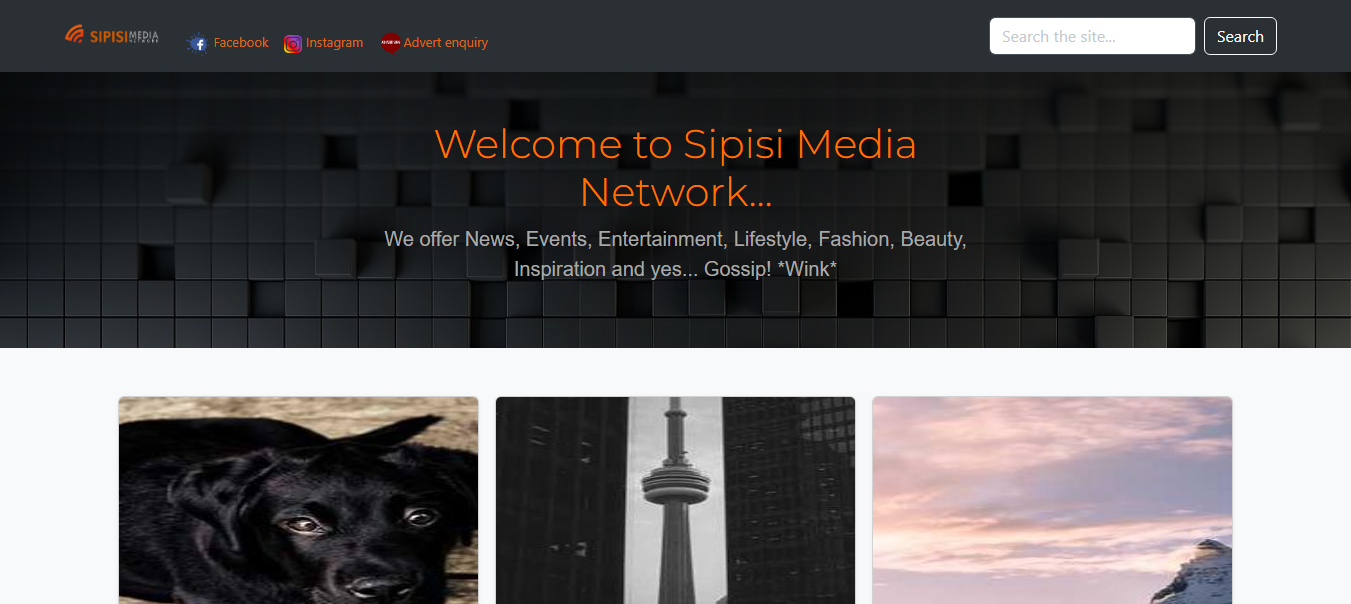 SIPISI MEDIA
NETWORK
Facebook
Instagram
Advert enquiry
Search the site...
Search
Welcome to Sipisi Media
Network...
We offer News, Events, Entertainment, Lifestyle, Fashion, Beauty,
Inspiration and yes... Gossip! *Wink*